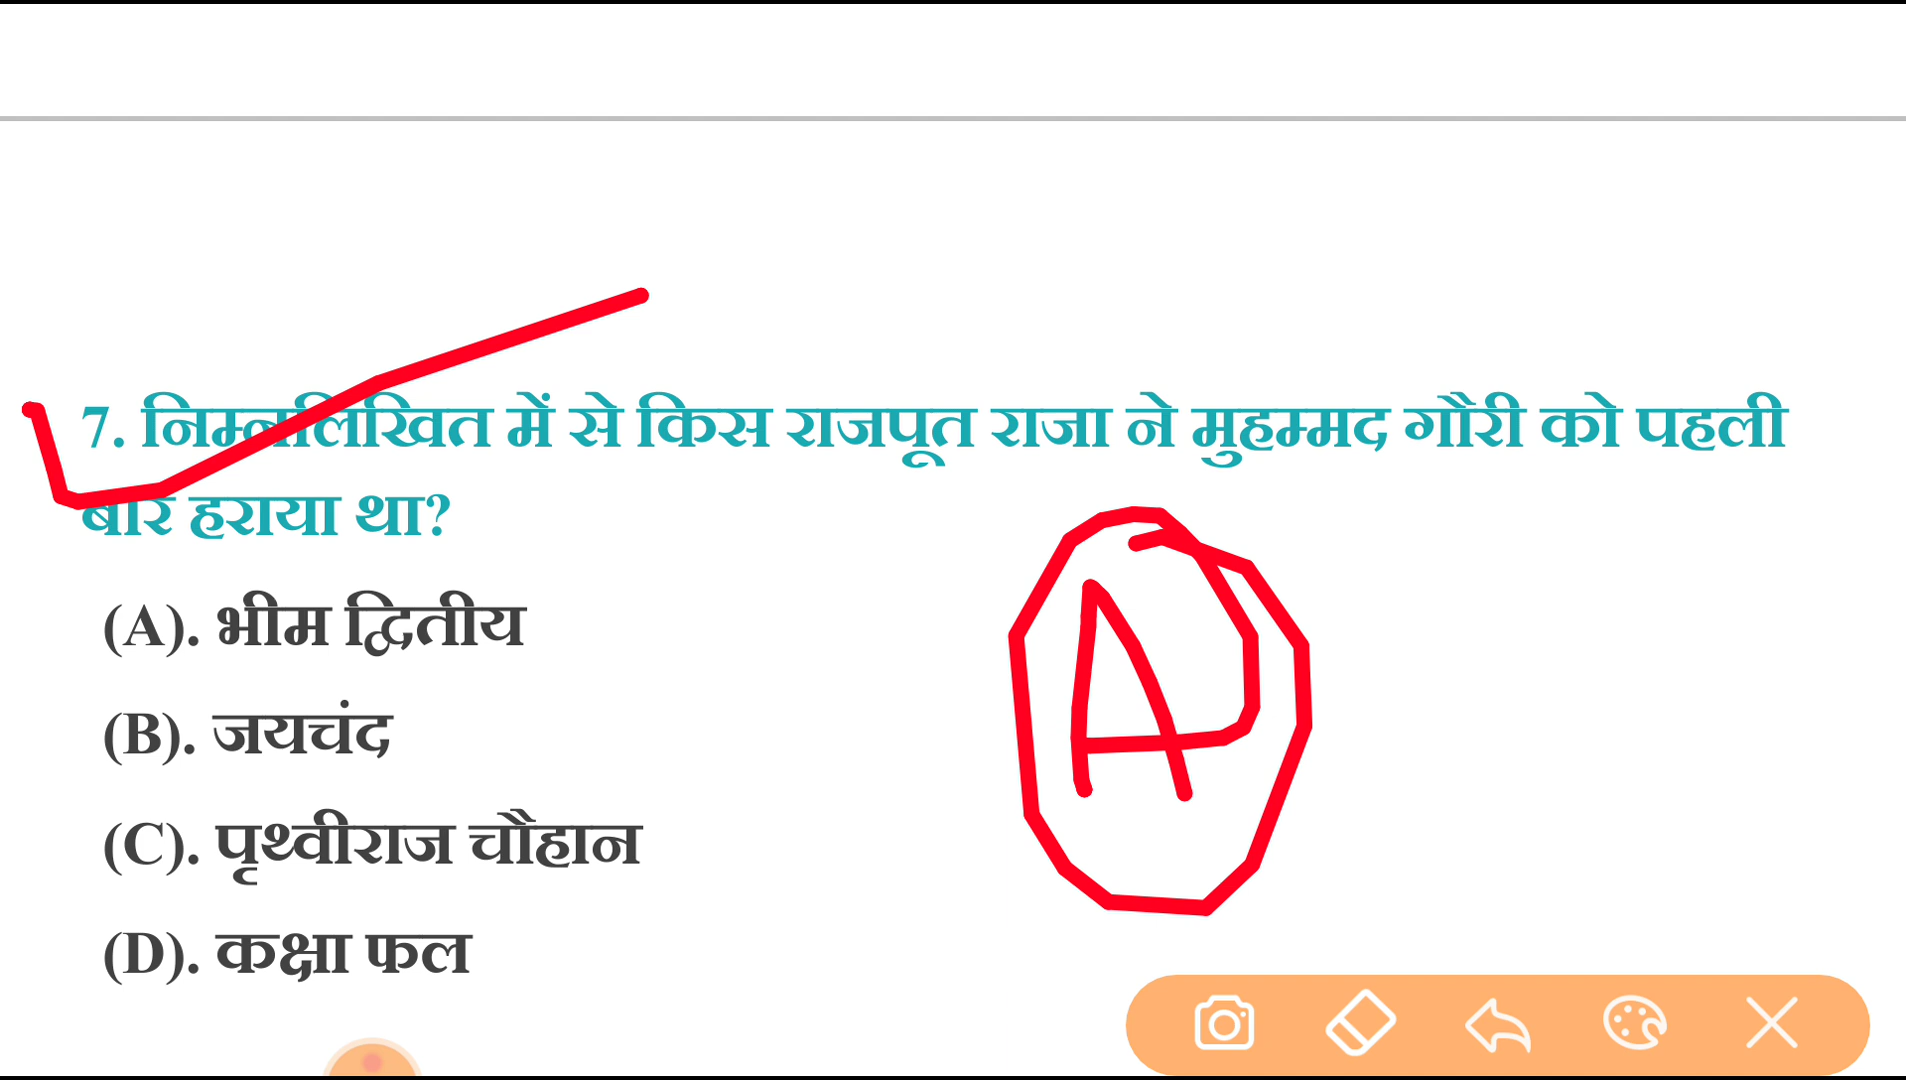 7. निम्नलिखित में से किस राजपूत राजा ने मुहम्मद गौरी को पहली
बार हराया था?
(A). भीम द्वितीय
A
(B). जयचंद
(C). पृथ्वीराज चौहान
(D). कक्षा फल